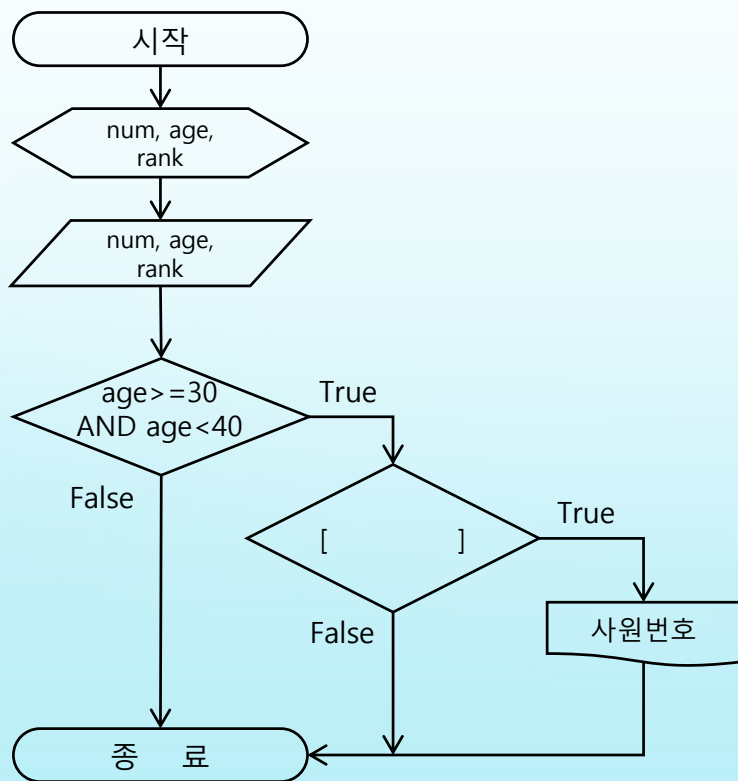 시작
num, age,
rank
num, age,
rank
age>=30
AND age<40
True
False
[ ]
True
False
사원번호
종 료